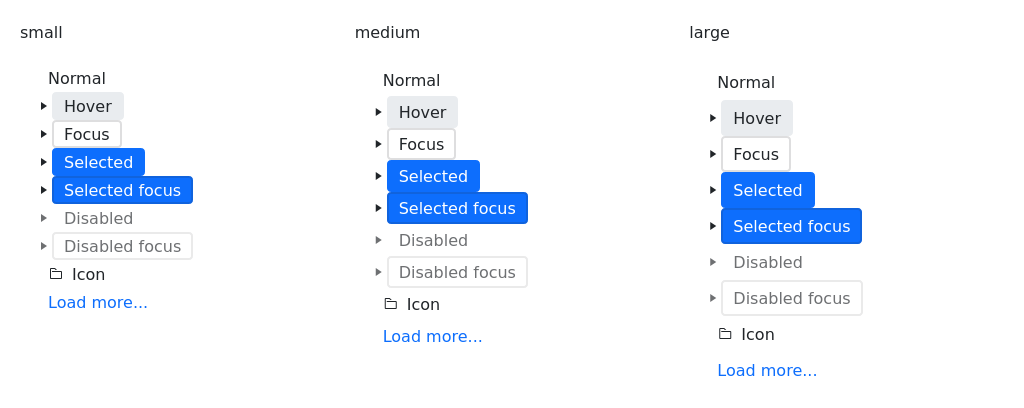 small
Normal
Hover
Focus
Selected
Selected focus
Disabled
Disabled focus
Icon
Load more...
medium
Normal
Hover
Focus
Selected
Selected focus
Disabled
Disabled focus
Icon
Load more...
large
Normal
Hover
Focus
Selected
Selected focus
Disabled
Disabled focus
Icon
Load more...